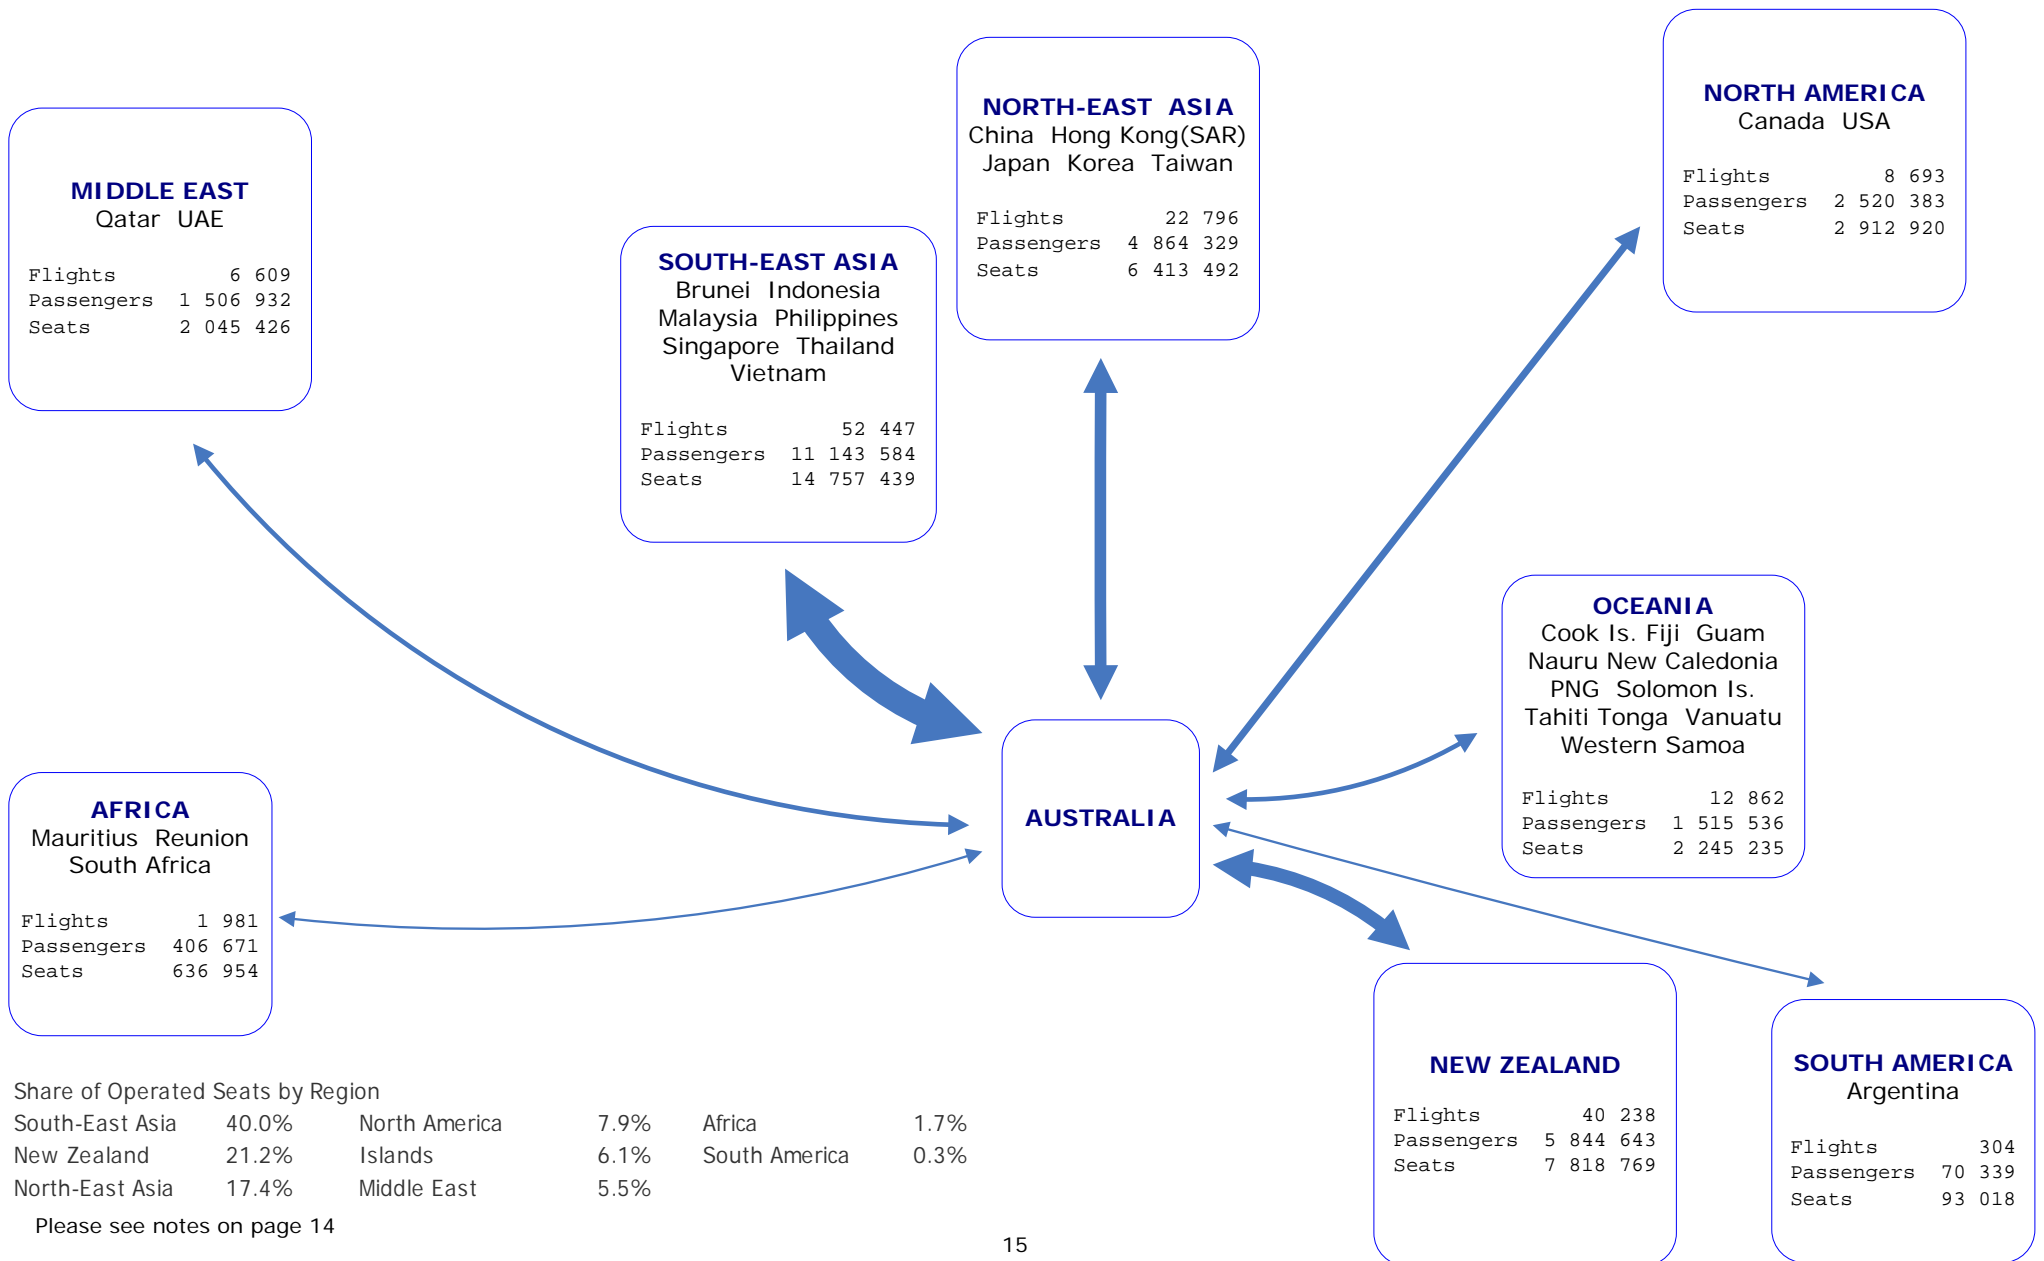 NORTH AMERICA
Canada  USA
Flights 8 693
Passengers 2 520 383
Seats 2 912 920
NORTH-EAST ASIA
China  Hong Kong(SAR)
Japan  Korea  Taiwan
Flights 22 796
Passengers 4 864 329
Seats 6 413 492
MIDDLE EAST
Qatar  UAE
Flights 6 609
Passengers 1 506 932
Seats 2 045 426
SOUTH-EAST ASIA
Brunei  Indonesia
Malaysia  Philippines
Singapore  Thailand
Vietnam
Flights 52 447
Passengers 11 143 584
Seats 14 757 439
OCEANIA
Cook Is. Fiji  Guam
Nauru New Caledonia
PNG  Solomon Is.
Tahiti Tonga  Vanuatu
Western Samoa
Flights 12 862
Passengers 1 515 536
Seats 2 245 235
AUSTRALIA
AFRICA
Mauritius  Reunion
South Africa
Flights 1 981
Passengers 406 671
Seats 636 954
NEW ZEALAND
Flights 40 238
Passengers 5 844 643
Seats 7 818 769
SOUTH AMERICA
Argentina
Flights 304
Passengers 70 339
Seats 93 018
Share of Operated Seats by Region
South-East Asia 40.0% North America 7.9% Africa 1.7%
New Zealand 21.2% Islands 6.1% South America 0.3%
North-East Asia 17.4% Middle East 5.5%
Please see notes on page 14
15